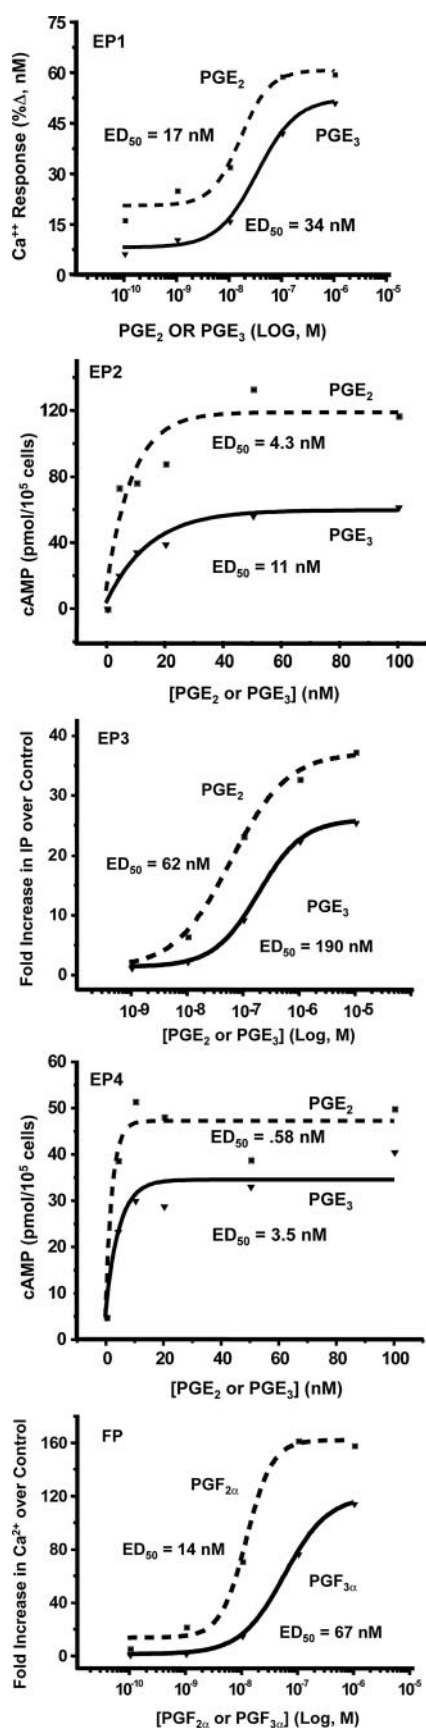 EP1
Ca⁺⁺ Response (%Δ, nM)
75
60
45
30
15
0
PGE₂
ED₅₀ = 17 nM
PGE₃
ED₅₀ = 34 nM
10⁻¹⁰ 10⁻⁹ 10⁻⁸ 10⁻⁷ 10⁻⁶ 10⁻⁵
PGE₂ OR PGE₃ (LOG, M)
EP2
cAMP (pmol/10⁵ cells)
120
80
40
0
PGE₂
ED₅₀ = 4.3 nM
PGE₃
ED₅₀ = 11 nM
0 20 40 60 80 100
[PGE₂ or PGE₃] (nM)
EP3
Fold Increase in IP over Control
40
30
20
10
0
PGE₂
ED₅₀ = 62 nM
PGE₃
ED₅₀ = 190 nM
10⁻⁹ 10⁻⁸ 10⁻⁷ 10⁻⁶ 10⁻⁵
[PGE₂ or PGE₃] (Log, M)
EP4
cAMP (pmol/10⁵ cells)
60
50
40
30
20
10
0
PGE₂
ED₅₀ = .58 nM
PGE₃
ED₅₀ = 3.5 nM
0 20 40 60 80 100
[PGE₂ or PGE₃] (nM)
FP
Fold Increase in Ca²⁺ over Control
160
120
80
40
0
PGF₂α
ED₅₀ = 14 nM
PGF₃α
ED₅₀ = 67 nM
10⁻¹⁰ 10⁻⁹ 10⁻⁸ 10⁻⁷ 10⁻⁶ 10⁻⁵
[PGF₂α or PGF₃α] (Log, M)